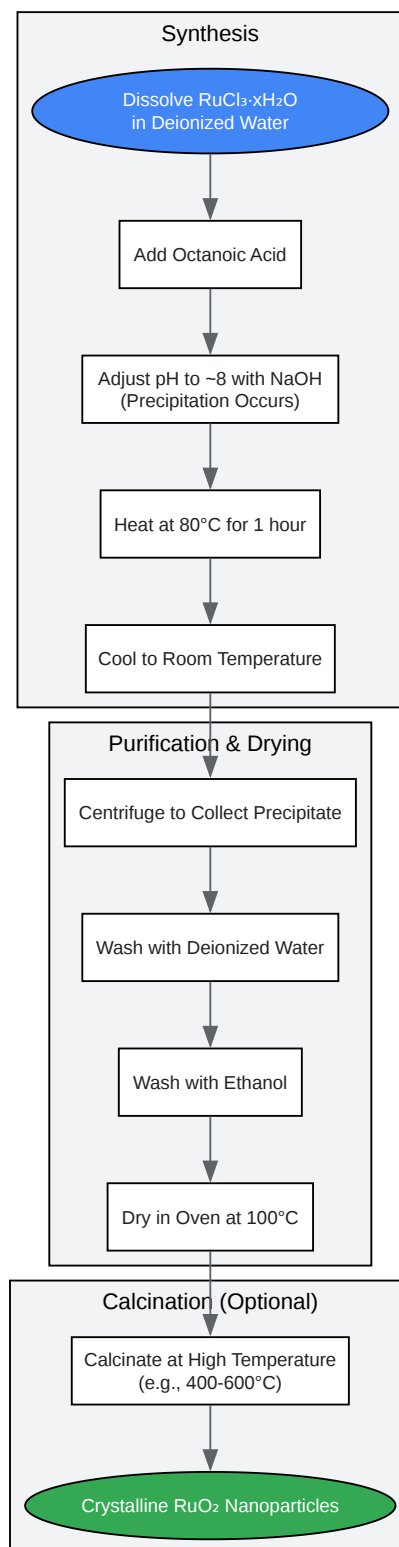 Synthesis
Dissolve RuCl₃·xH₂O
in Deionized Water
Add Octanoic Acid
Adjust pH to ~8 with NaOH
(Precipitation Occurs)
Heat at 80°C for 1 hour
Cool to Room Temperature
Purification & Drying
Centrifuge to Collect Precipitate
Wash with Deionized Water
Wash with Ethanol
Dry in Oven at 100°C
Calcination (Optional)
Calcinate at High Temperature
(e.g., 400-600°C)
Crystalline RuO₂ Nanoparticles